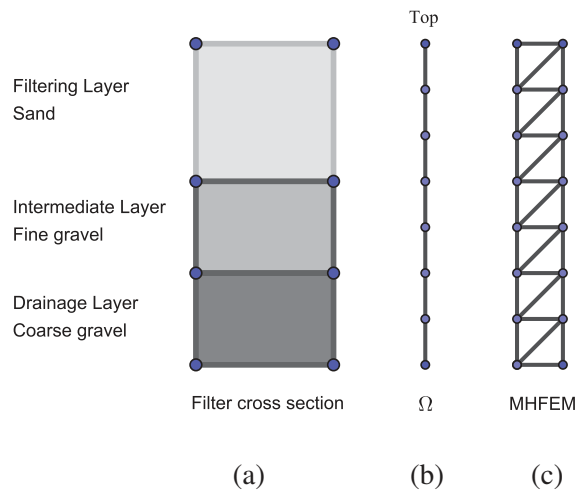 Top
Filtering Layer
Sand
Intermediate Layer
Fine gravel
Drainage Layer
Coarse gravel
Filter cross section
Ω
MHFEM
(a)
(b)
(c)